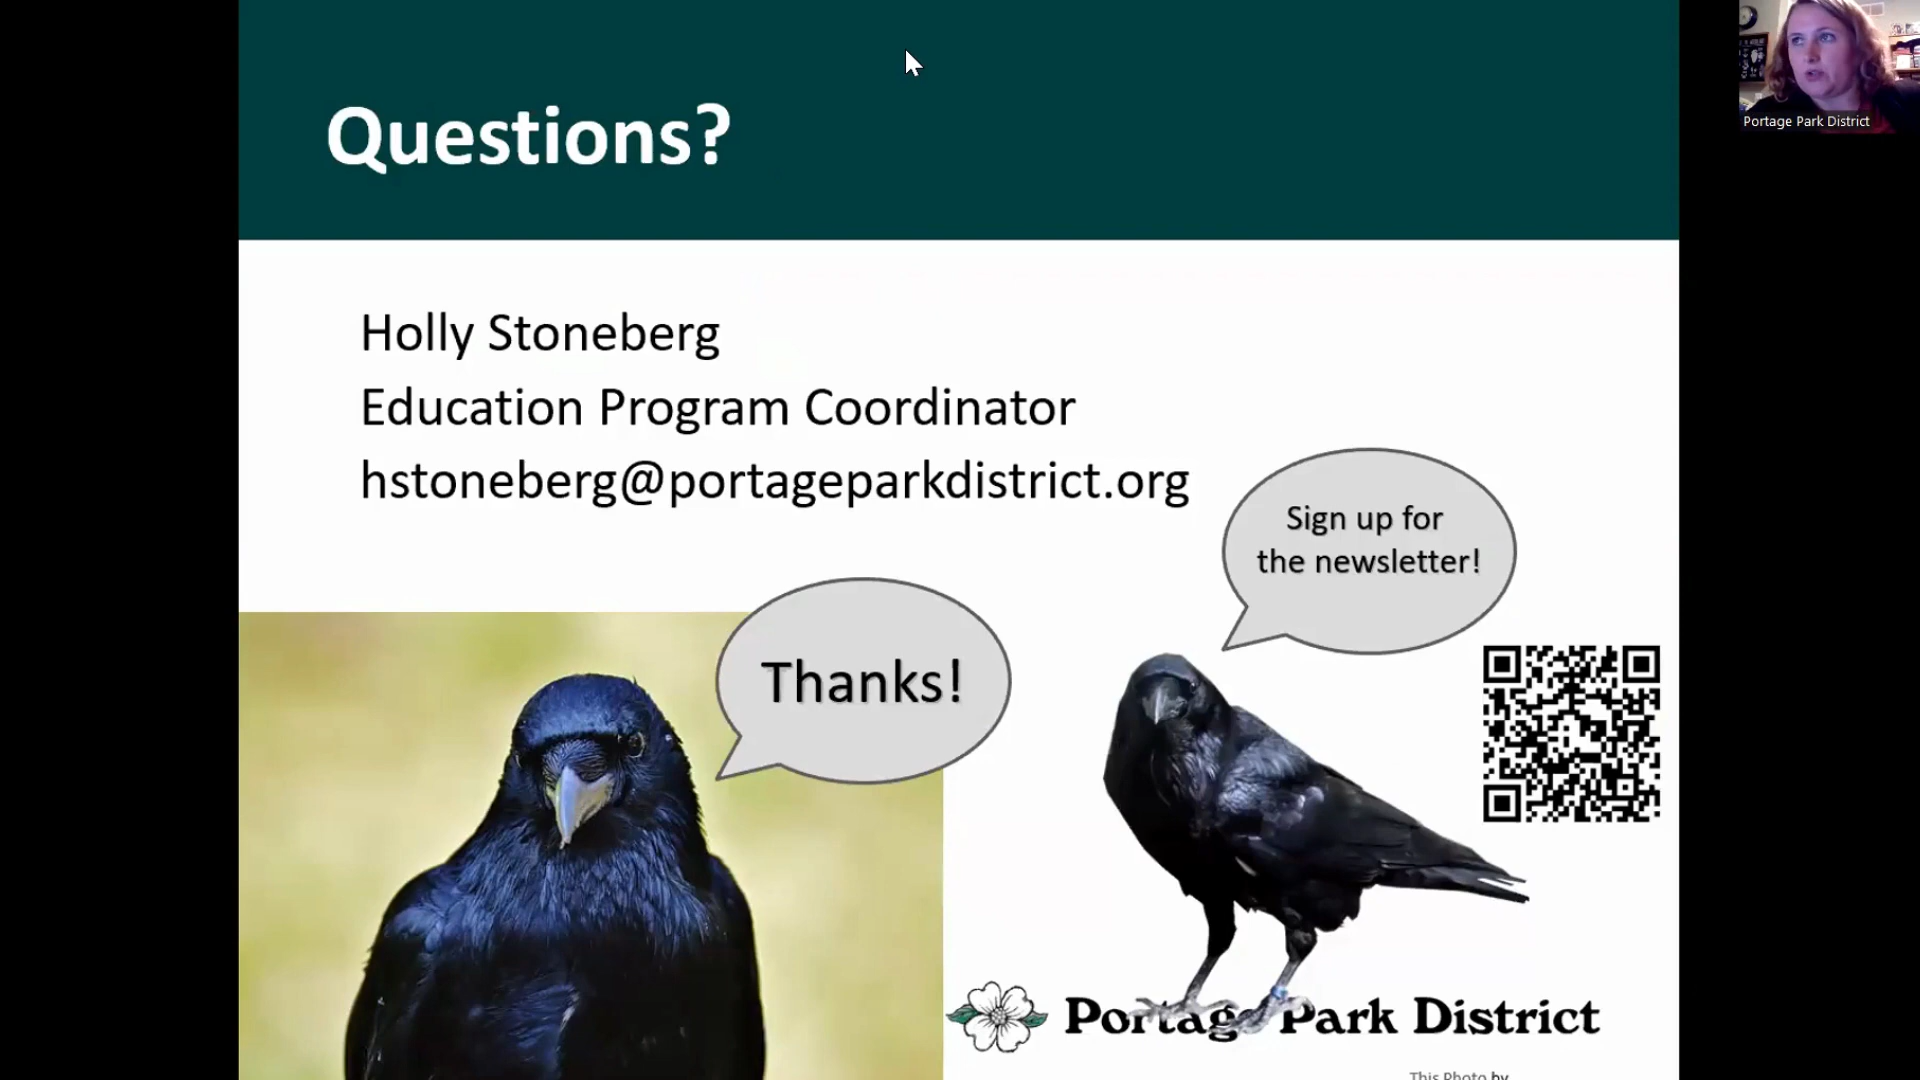 Questions?
Portage Park District
Holly Stoneberg
Education Program Coordinator
hstoneberg@portageparkdistrict.org
Sign up for
the newsletter!
Thanks!
Portage Park District
This Photo by